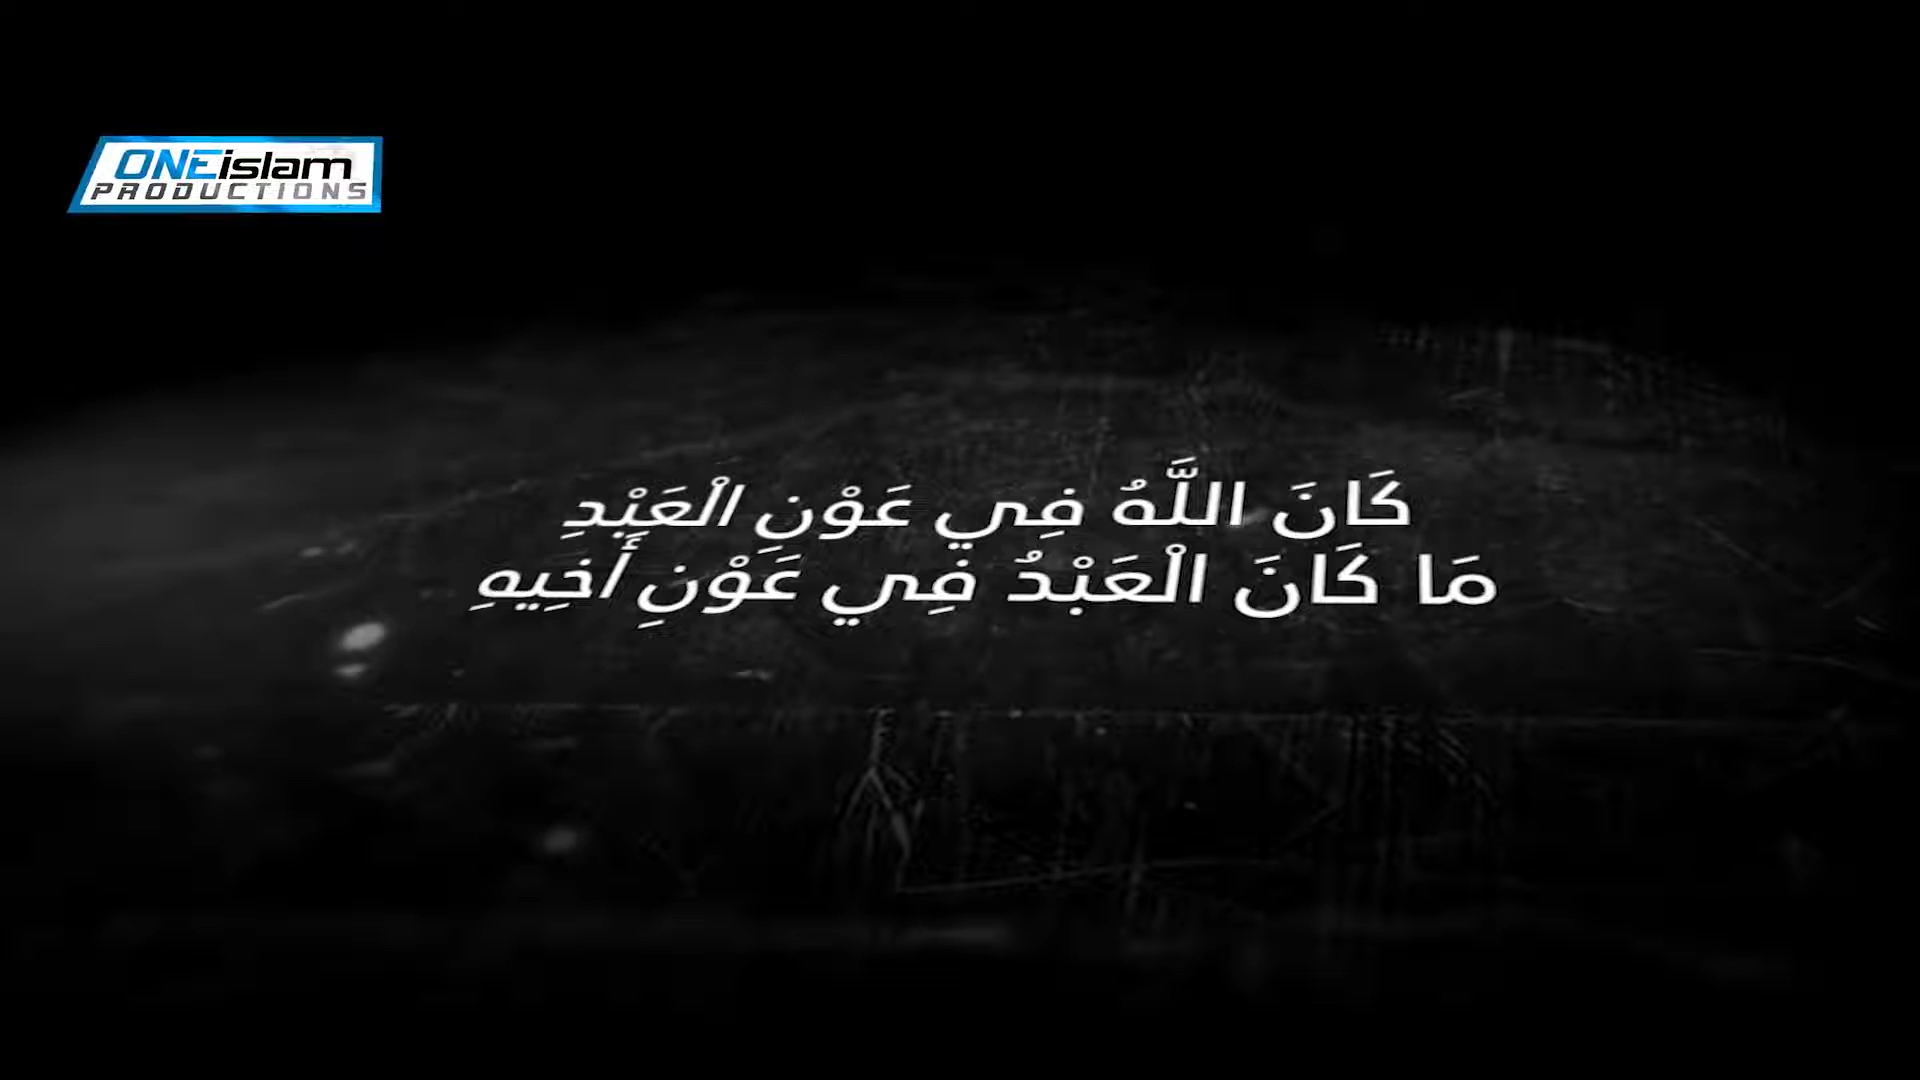 ONEislam
PRODUCTIONS
كَانَ اللَّهُ فِي عَوْنِ الْعَبْدِ
مَا كَانَ الْعَبْدُ فِي عَوْنِ أَخِيهِ